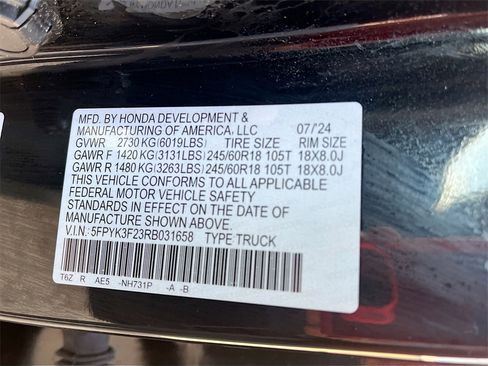 MFD. BY HONDA DEVELOPMENT &
MANUFACTURING OF AMERICA, LLC 07/'24
GVWR 2730 KG (6019LBS) TIRE SIZE RIM SIZE
GAWR F 1420 KG (3131LBS) 245/60R18 105T 18X8.0J
GAWR R 1480 KG (3263LBS) 245/60R18 105T 18X8.0J
THIS VEHICLE CONFORMS TO ALL APPLICABLE
FEDERAL MOTOR VEHICLE SAFETY
STANDARDS IN EFFECT ON THE DATE OF
MANUFACTURE SHOWN ABOVE.
V.I.N.: 5FPYK3F23RB031658 TYPE TRUCK
T6Z R AE5 -NH731P -A -B